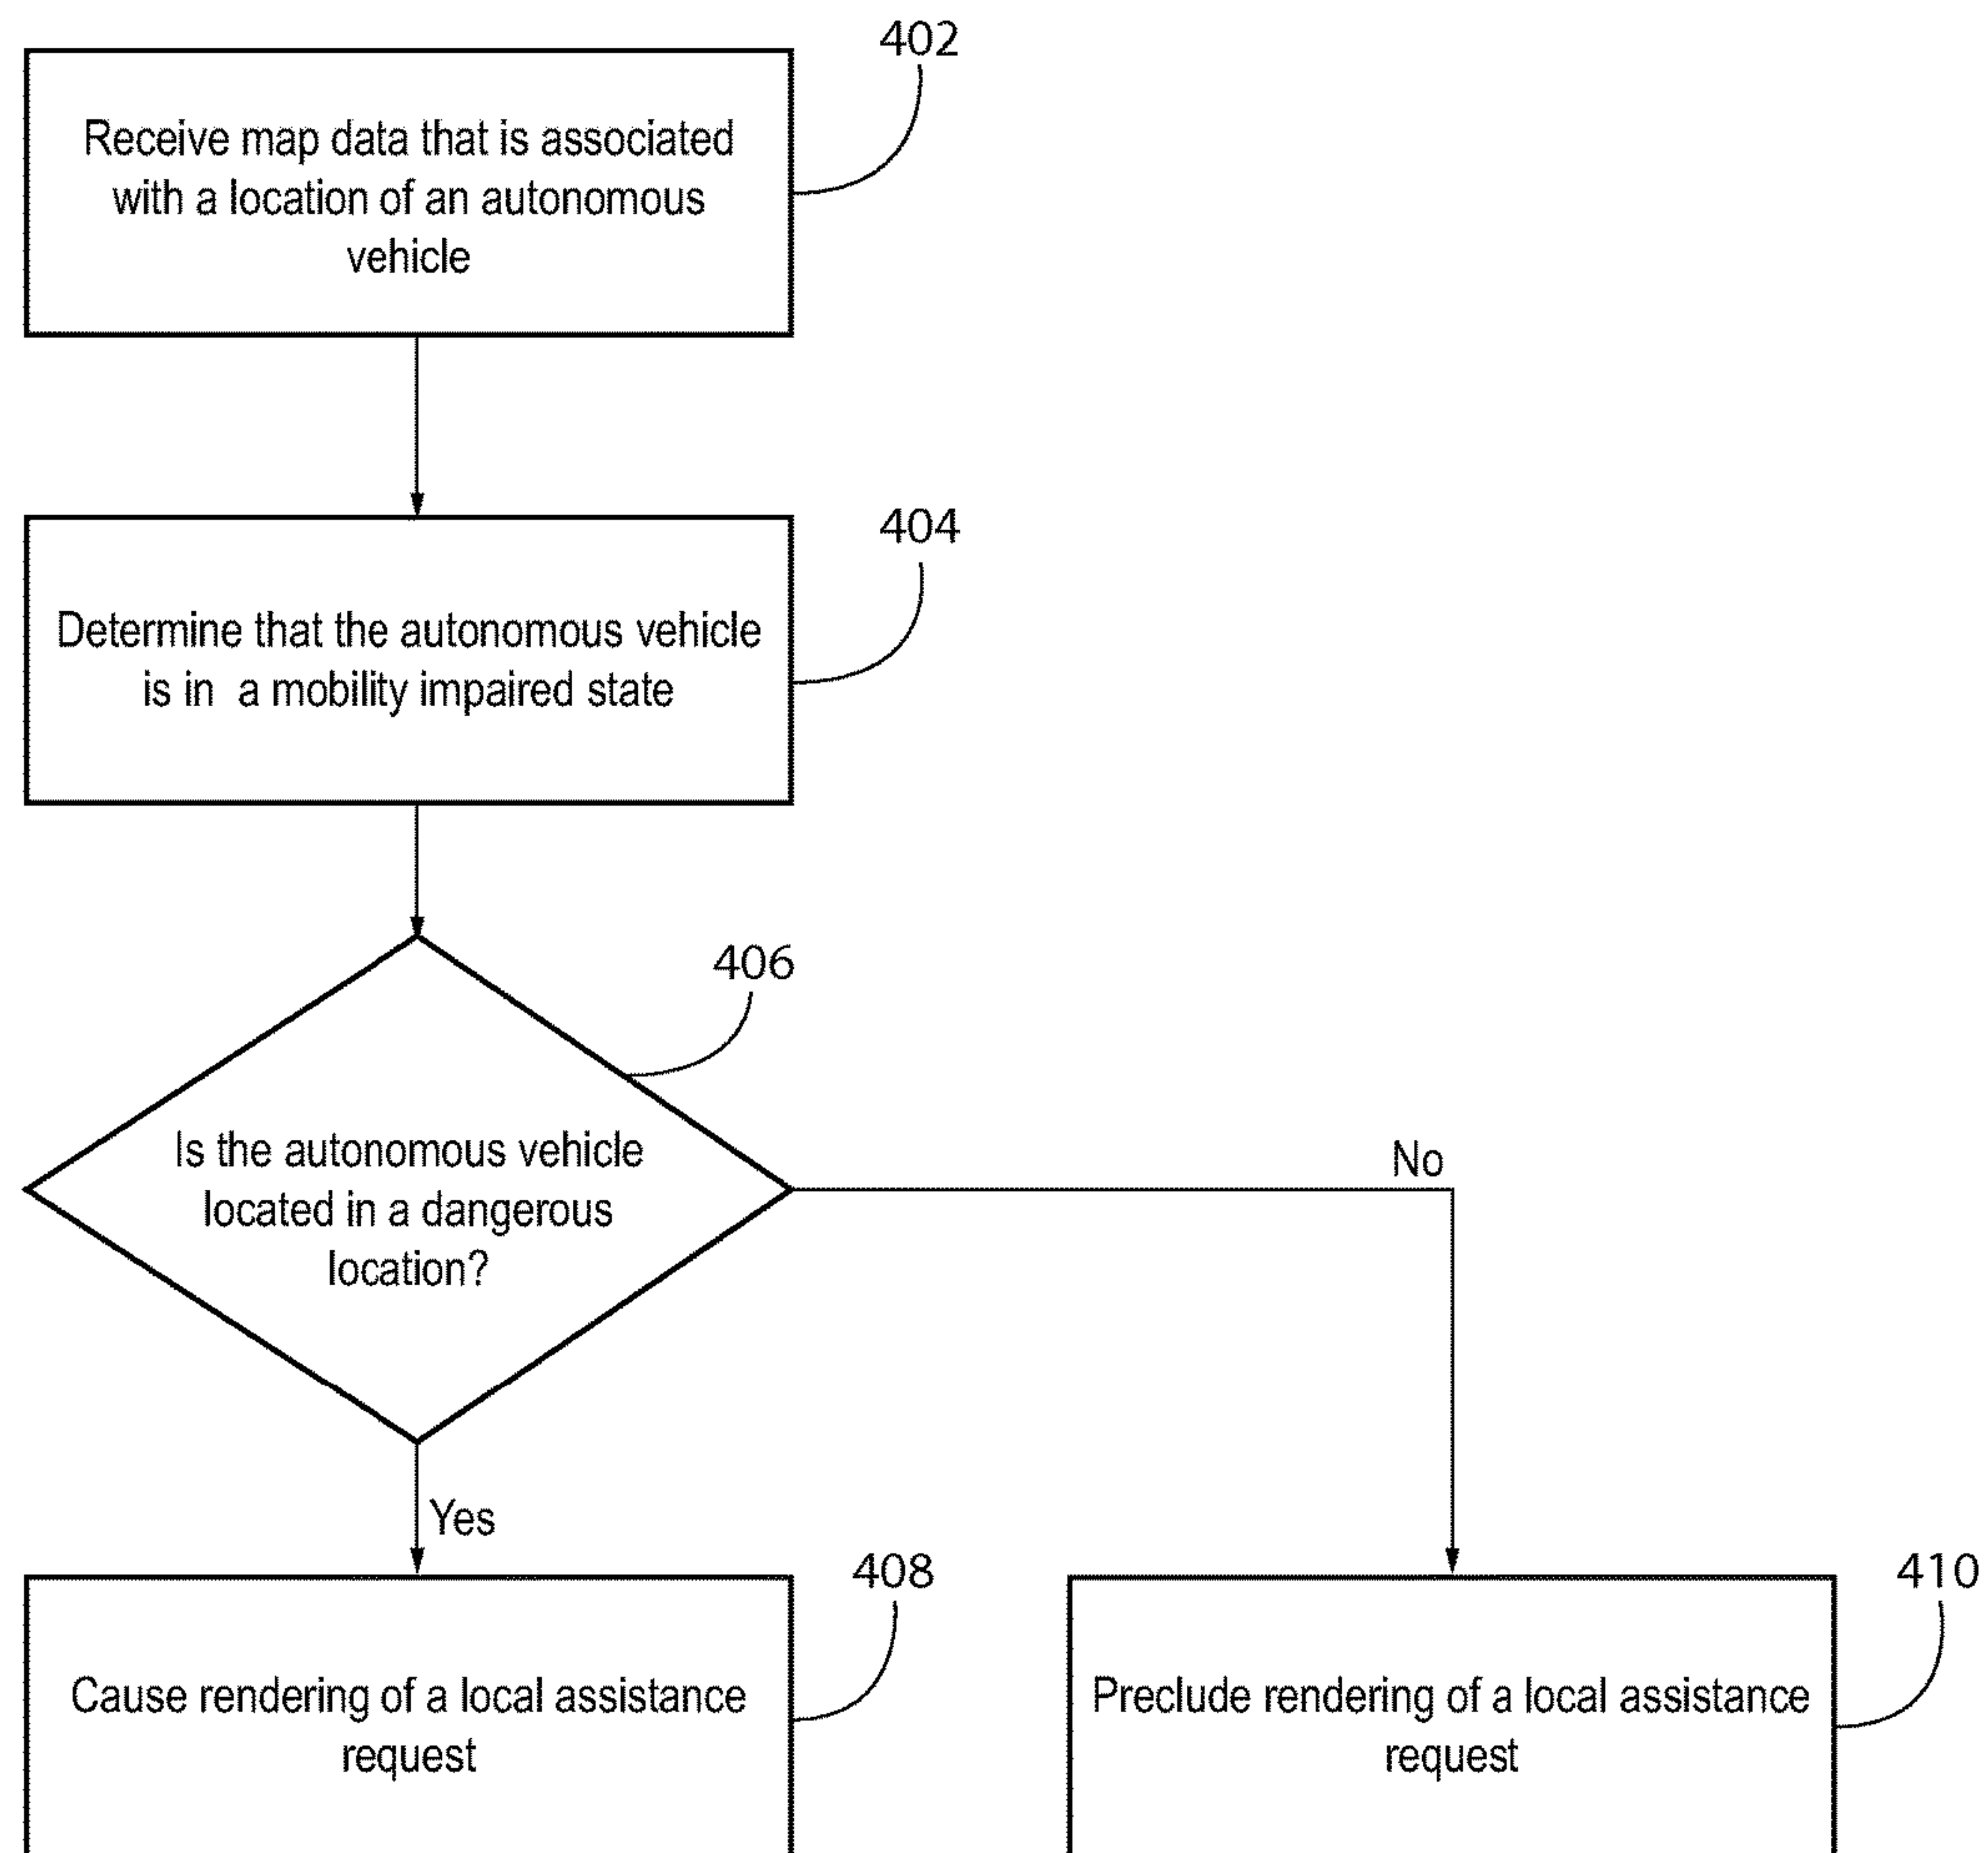 402
Receive map data that is associated
with a location of an autonomous
vehicle
404
Determine that the autonomous vehicle
is in a mobility impaired state
406
Is the autonomous vehicle
located in a dangerous
location?
No
Yes
408
Cause rendering of a local assistance
request
410
Preclude rendering of a local assistance
request